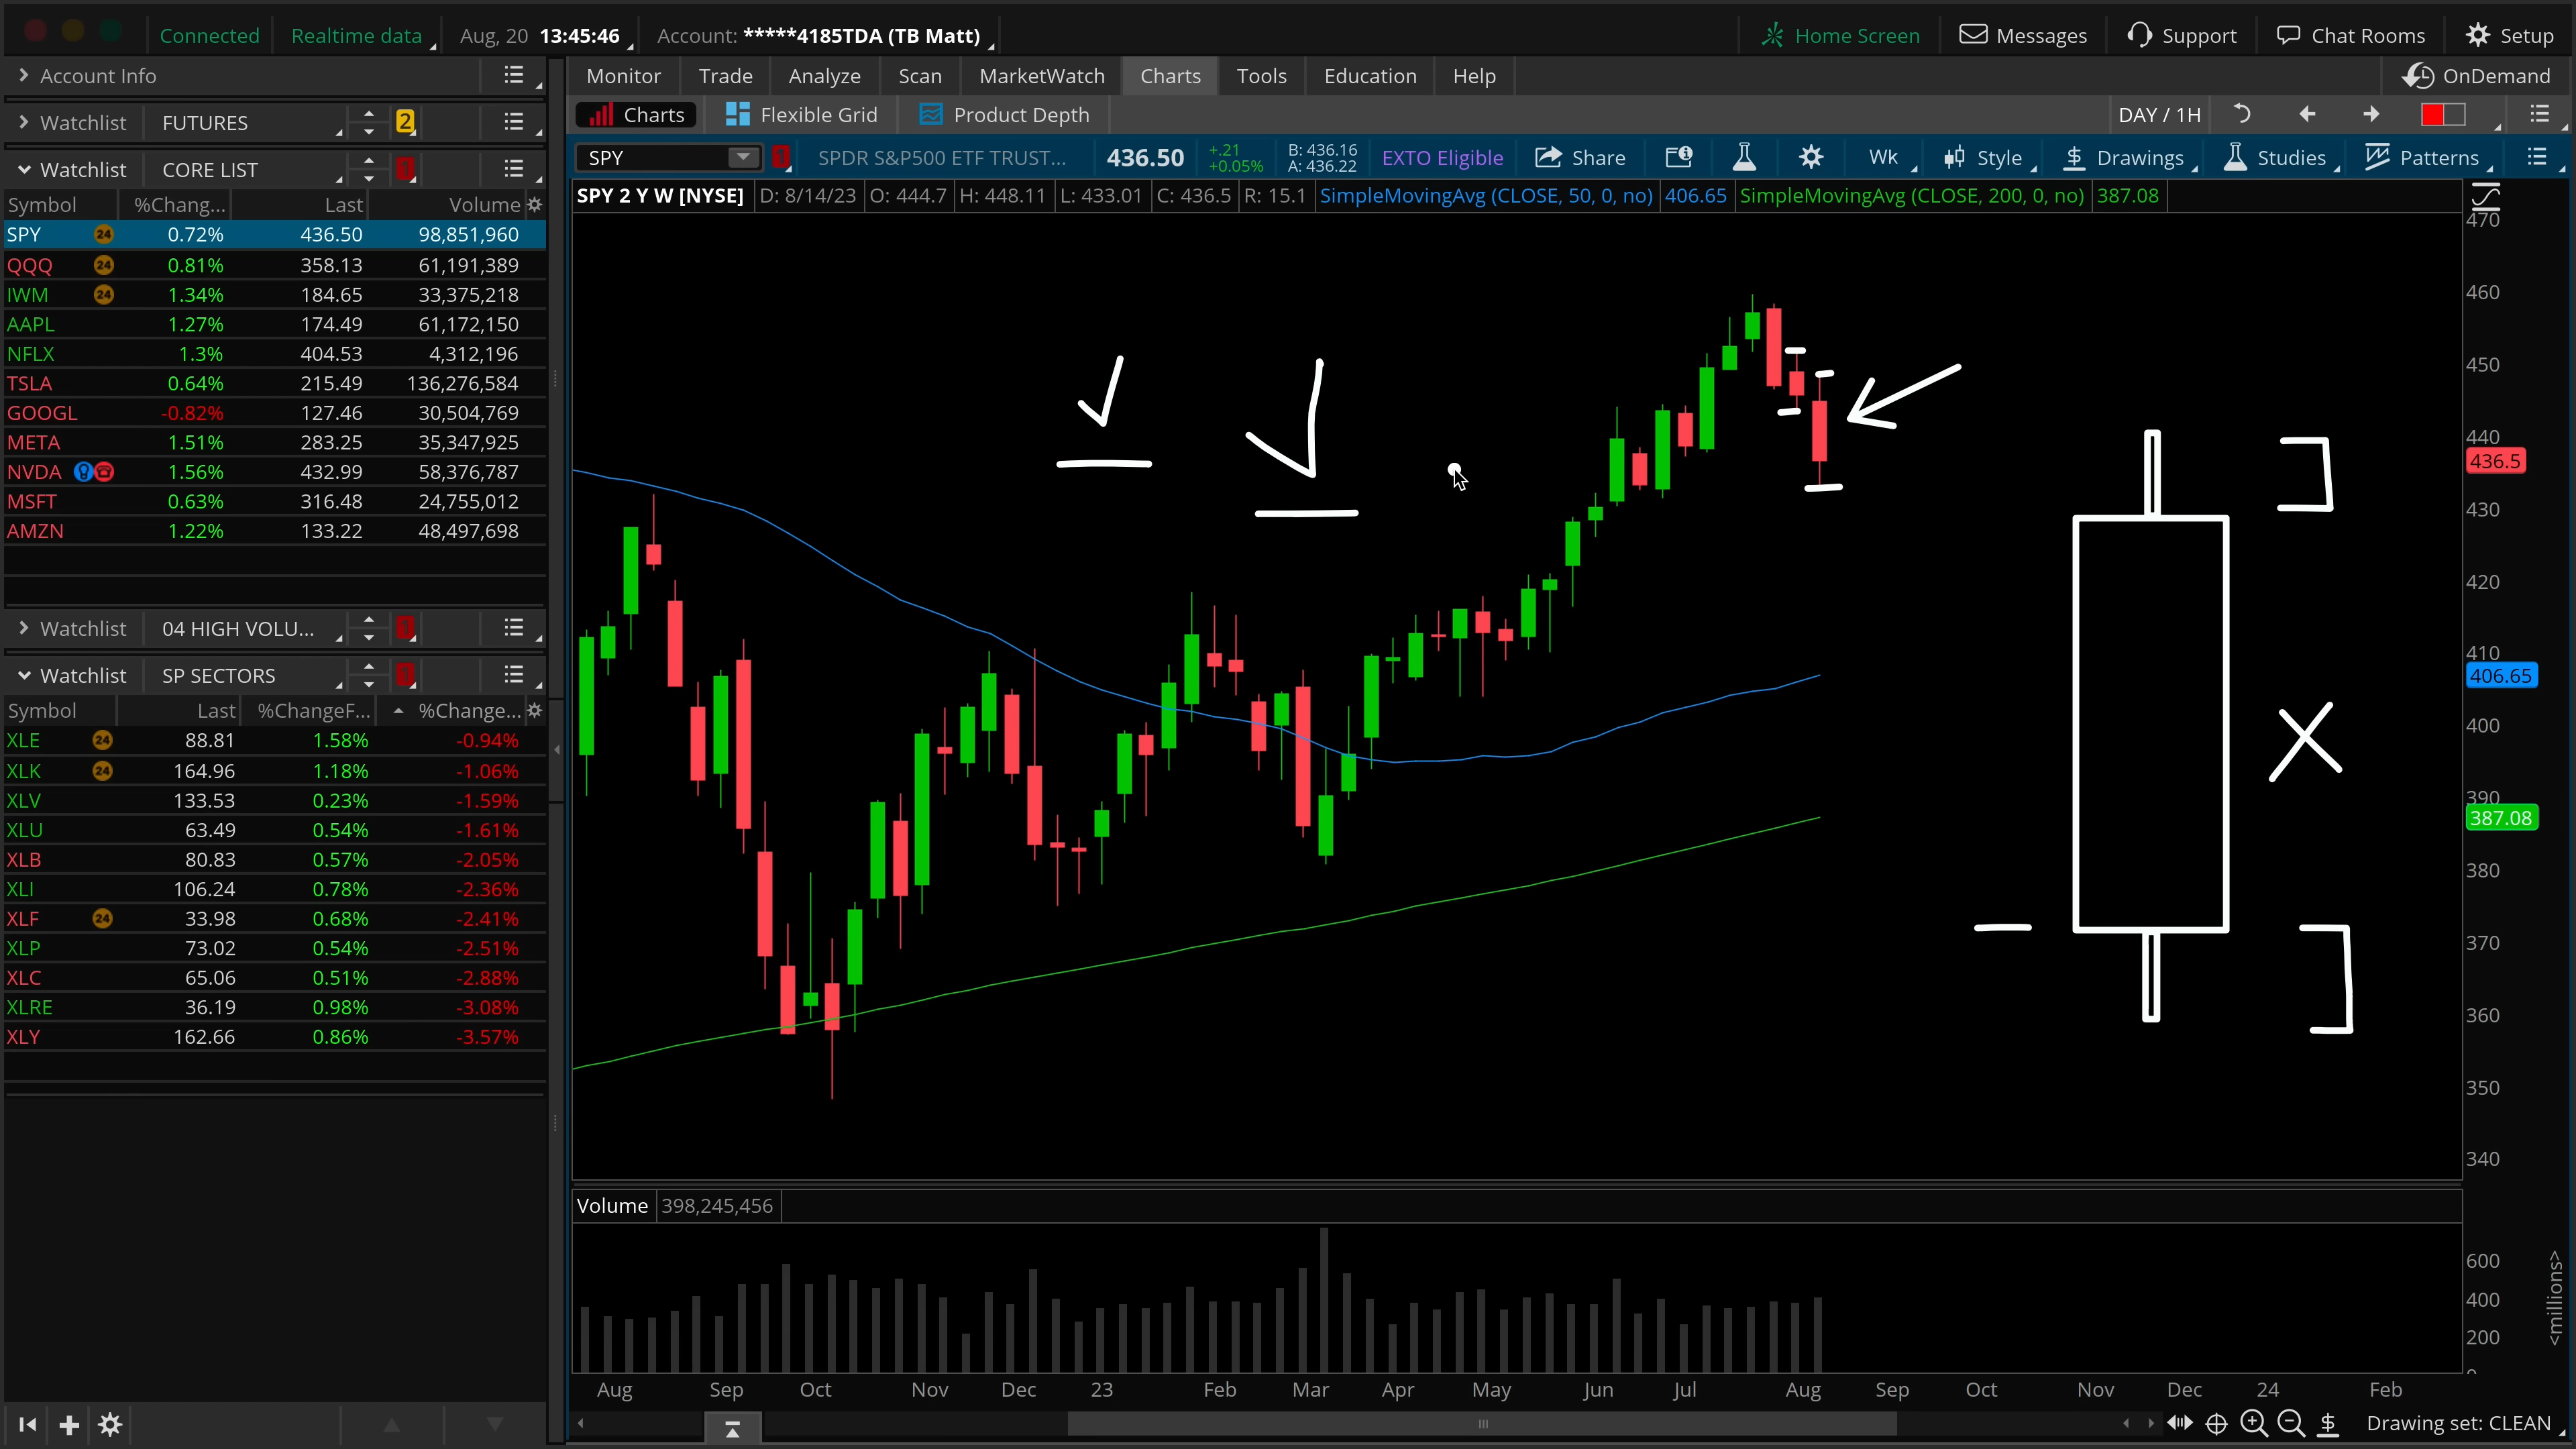 Connected Realtime data Aug, 20 13:45:46 Account: *****4185TDA (TB Matt) Home Screen Messages Support Chat Rooms Setup
Account Info
Monitor Trade Analyze Scan MarketWatch Charts Tools Education Help OnDemand
Watchlist FUTURES 2
Charts Flexible Grid Product Depth DAY / 1H
Watchlist CORE LIST 1
SPY 1 SPDR S&P500 ETF TRUST... 436.50 +.21 +0.05% B: 436.16 A: 436.22 EXTO Eligible Share Wk Style Drawings Studies Patterns
SPY 2 Y W [NYSE] D: 8/14/23 O: 444.7 H: 448.11 L: 433.01 C: 436.5 R: 15.1 SimpleMovingAvg (CLOSE, 50, 0, no) 406.65 SimpleMovingAvg (CLOSE, 200, 0, no) 387.08
Symbol %Chang... Last Volume
SPY 24 0.72% 436.50 98,851,960
QQQ 24 0.81% 358.13 61,191,389
IWM 24 1.34% 184.65 33,375,218
AAPL 1.27% 174.49 61,172,150
NFLX 1.3% 404.53 4,312,196
TSLA 0.64% 215.49 136,276,584
GOOGL -0.82% 127.46 30,504,769
META 1.51% 283.25 35,347,925
NVDA 1.56% 432.99 58,376,787
MSFT 0.63% 316.48 24,755,012
AMZN 1.22% 133.22 48,497,698
Watchlist 04 HIGH VOLU... 1
Watchlist SP SECTORS 1
Symbol Last %ChangeF... %Change...
XLE 24 88.81 1.58% -0.94%
XLK 24 164.96 1.18% -1.06%
XLV 133.53 0.23% -1.59%
XLU 63.49 0.54% -1.61%
XLB 80.83 0.57% -2.05%
XLI 106.24 0.78% -2.36%
XLF 24 33.98 0.68% -2.41%
XLP 73.02 0.54% -2.51%
XLC 65.06 0.51% -2.88%
XLRE 36.19 0.98% -3.08%
XLY 162.66 0.86% -3.57%
470
460
450
440
436.5
430
420
410
406.65
400
390
387.08
380
370
360
350
340
Volume 398,245,456
600
400
200
0
<millions>
Aug Sep Oct Nov Dec 23 Feb Mar Apr May Jun Jul Aug Sep Oct Nov Dec 24 Feb
Drawing set: CLEAN